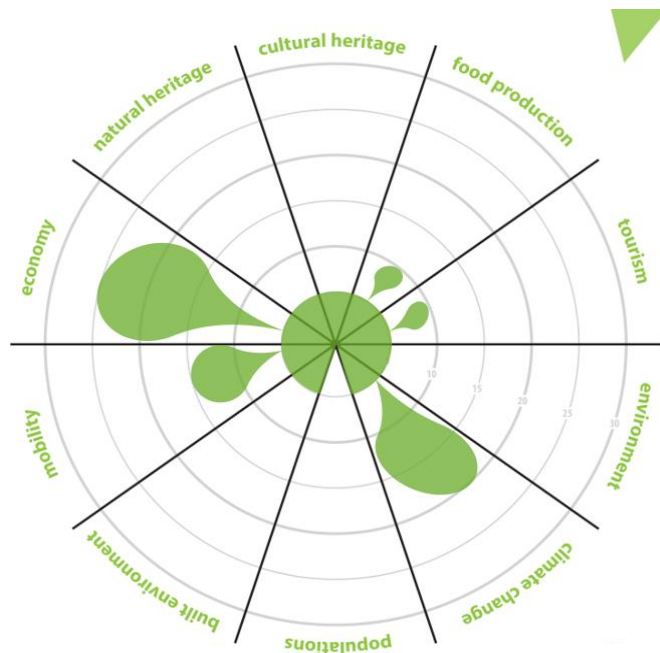 cultural heritage
food production
tourism
environment
climate change
populations
built environment
mobility
economy
natural heritage
10
15
20
25
30